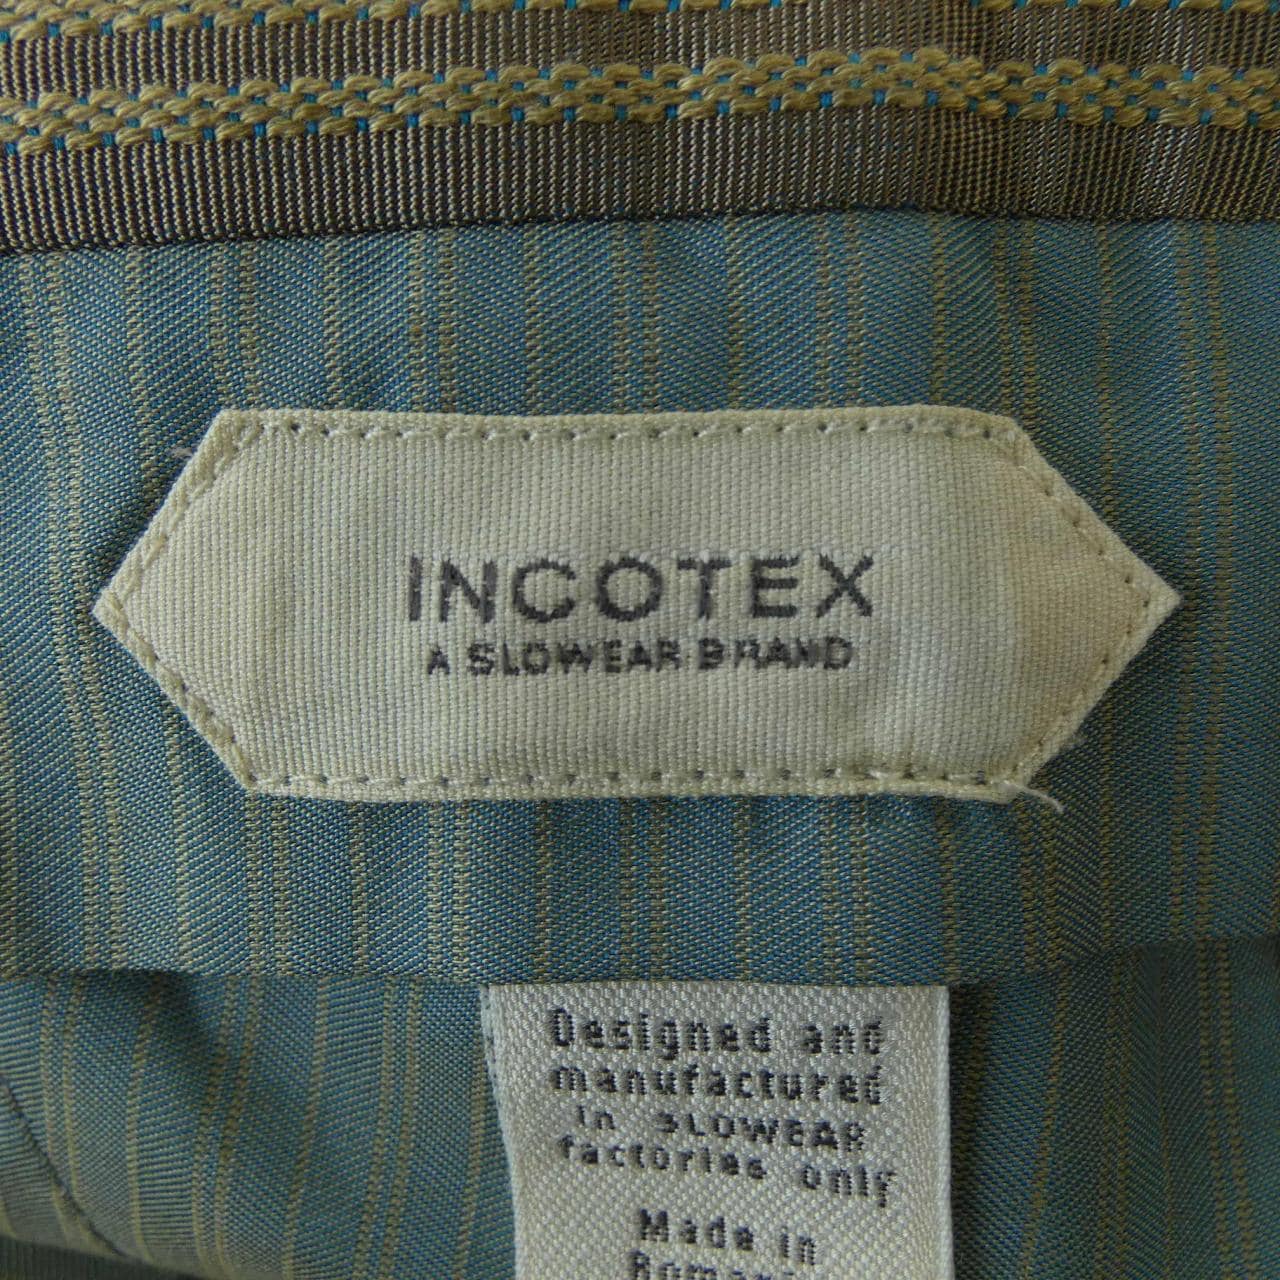 INCOTEX
A SLOWEAR BRAND
Designed and
manufactured
in SLOWEAR
factories only
Made in